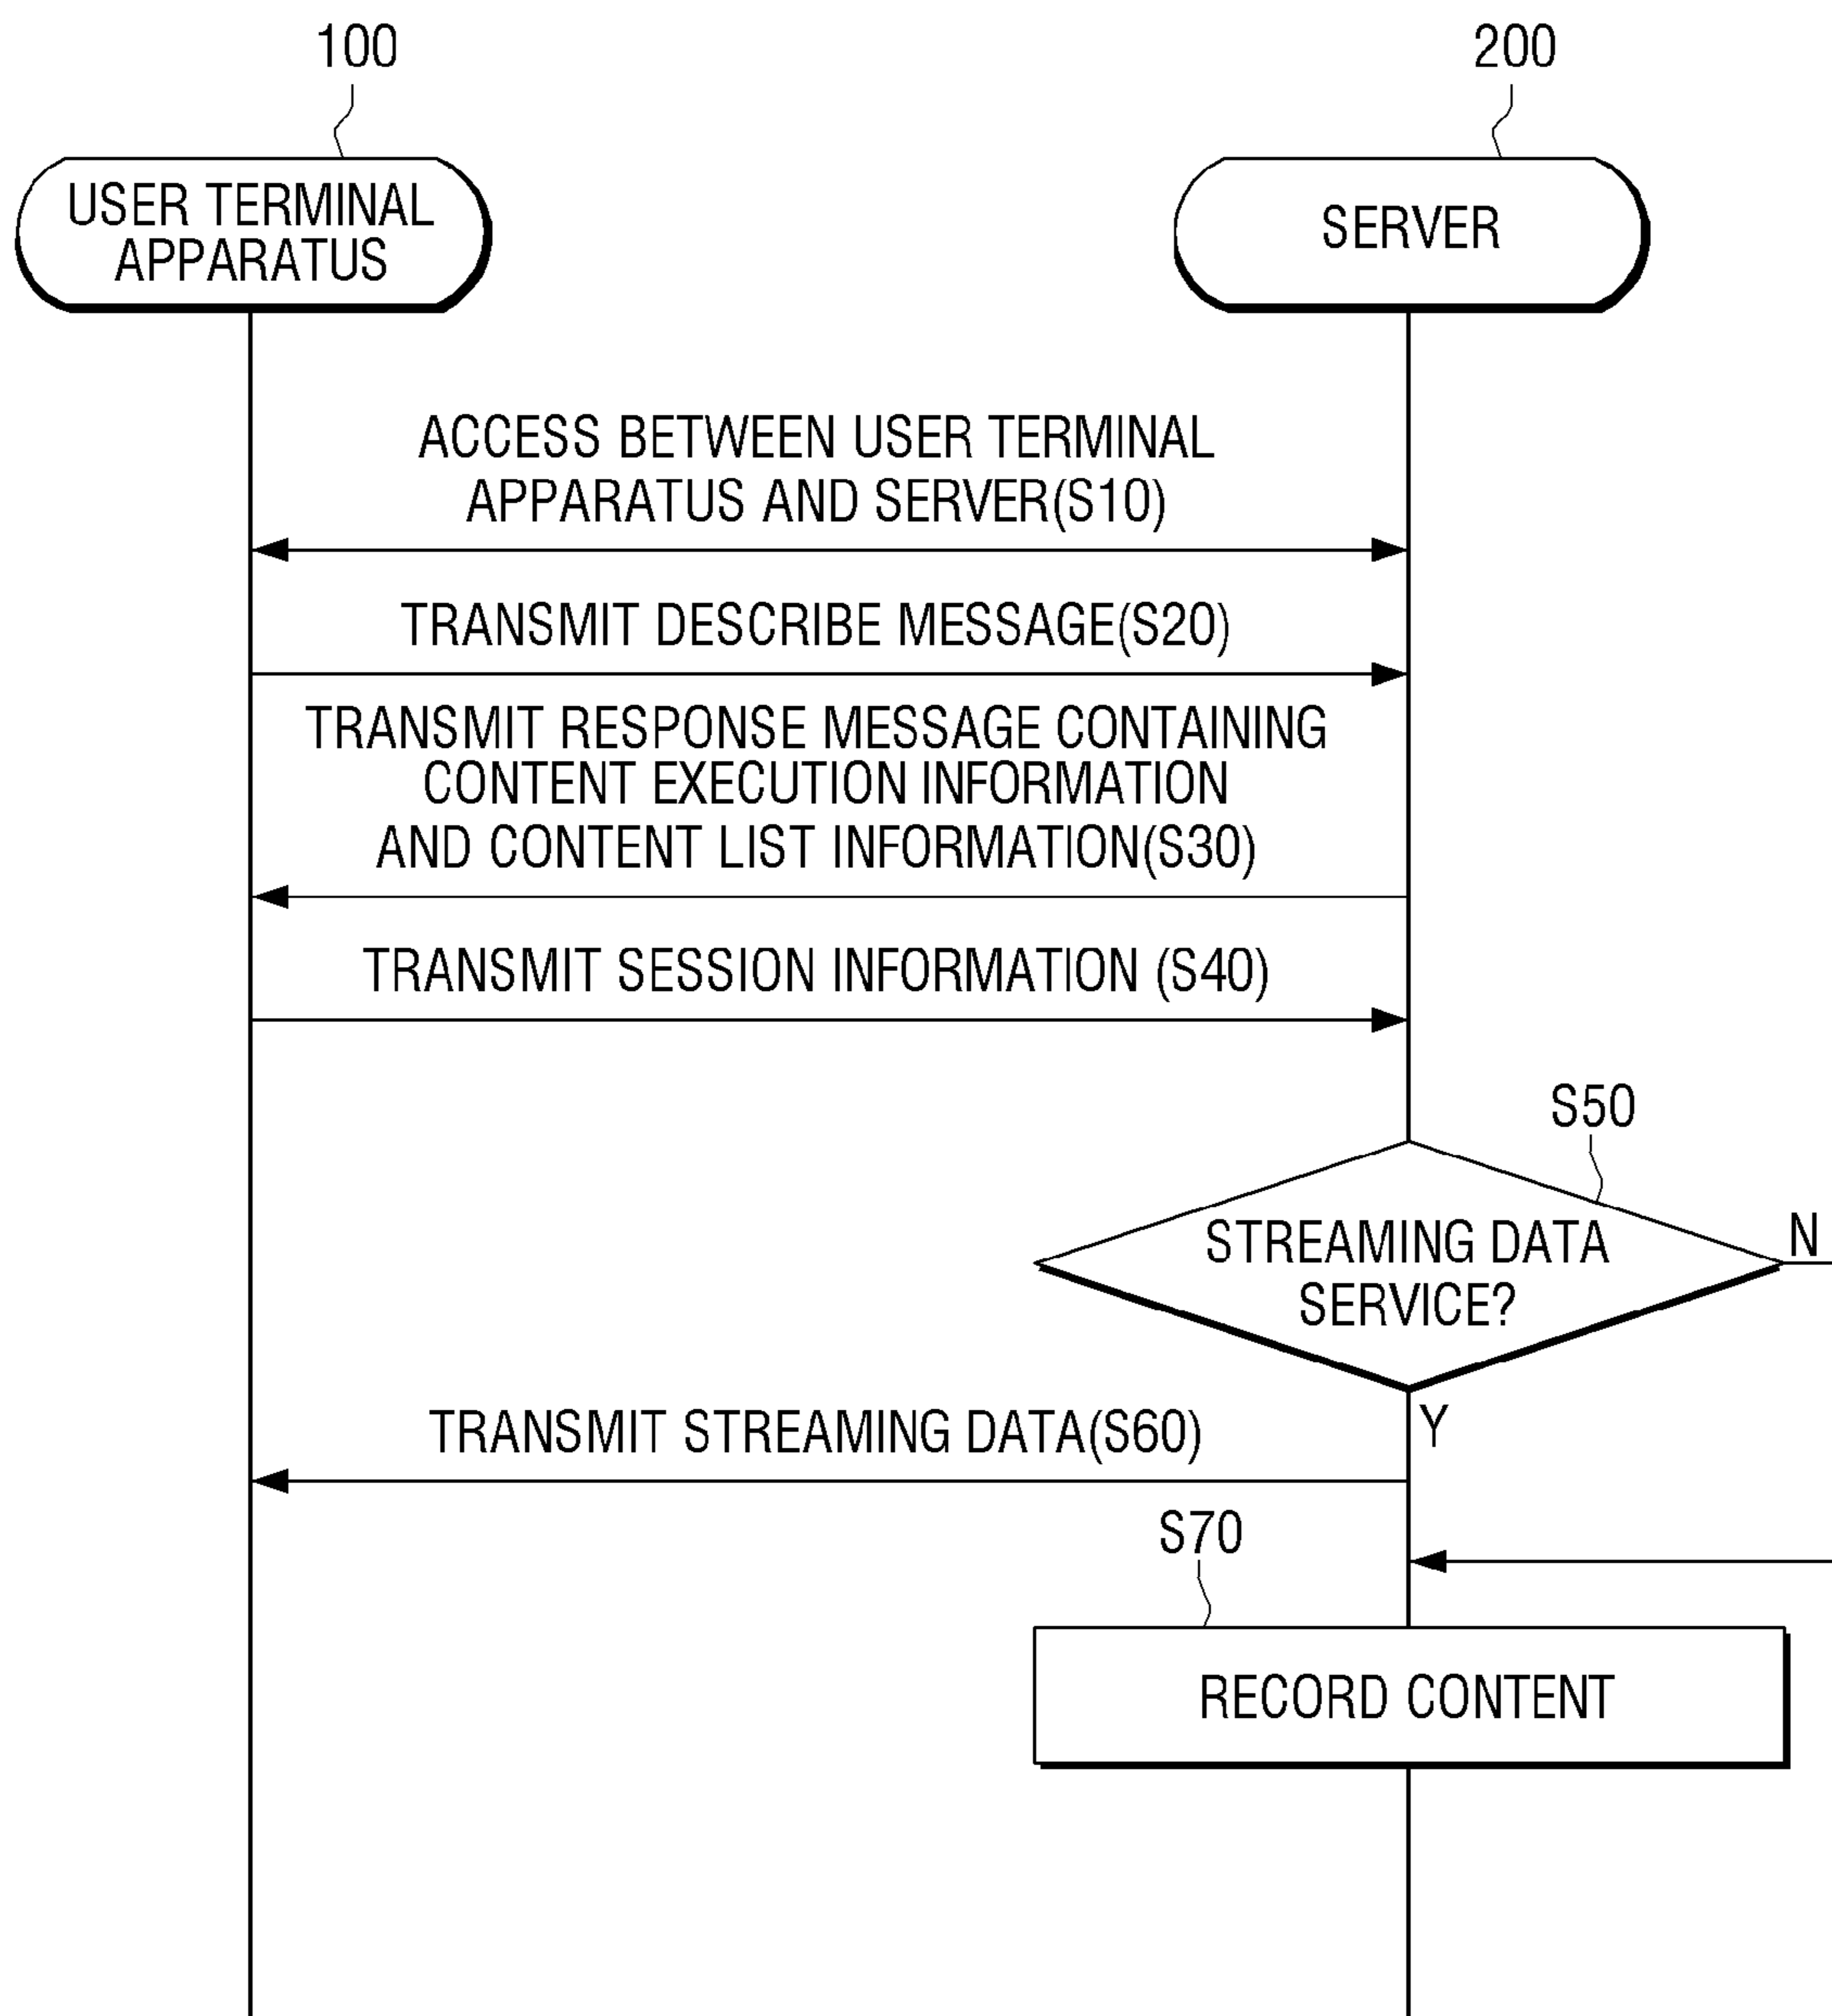 100
200
USER TERMINAL
APPARATUS
SERVER
ACCESS BETWEEN USER TERMINAL
APPARATUS AND SERVER(S10)
TRANSMIT DESCRIBE MESSAGE(S20)
TRANSMIT RESPONSE MESSAGE CONTAINING
CONTENT EXECUTION INFORMATION
AND CONTENT LIST INFORMATION(S30)
TRANSMIT SESSION INFORMATION (S40)
S50
STREAMING DATA
SERVICE?
N
Y
TRANSMIT STREAMING DATA(S60)
S70
RECORD CONTENT